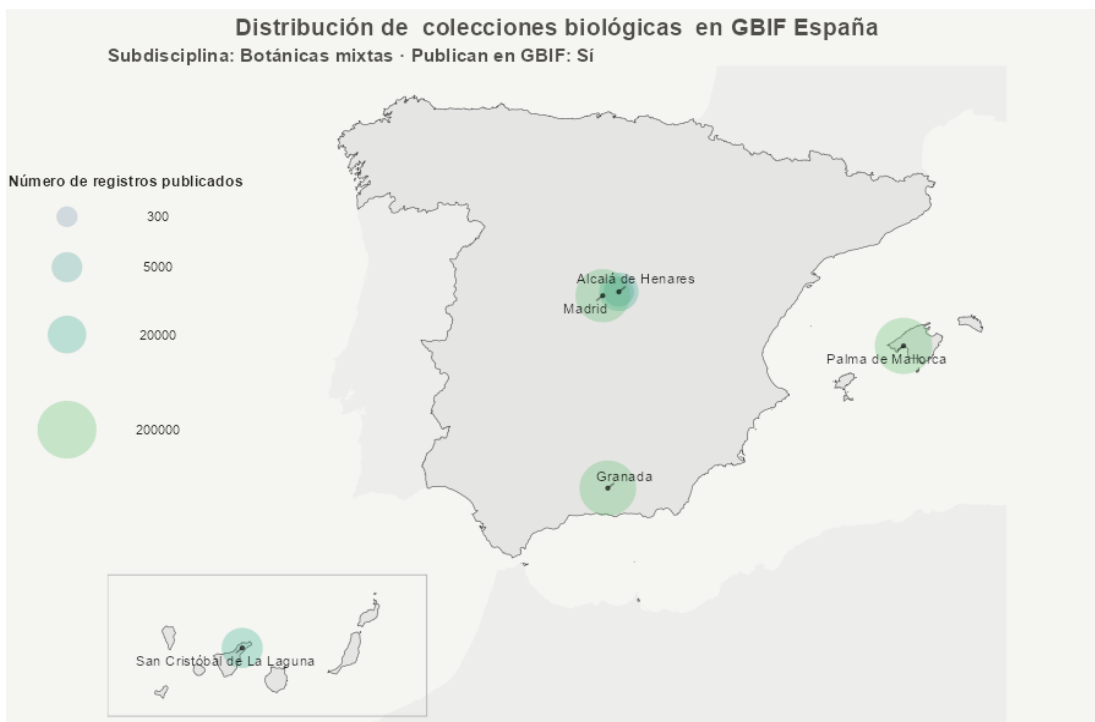 Distribución de colecciones biológicas en GBIF España
Subdisciplina: Botánicas mixtas · Publican en GBIF: Sí
Número de registros publicados
300
5000
20000
200000
Alcalá de Henares
Madrid
Palma de Mallorca
Granada
San Cristóbal de La Laguna